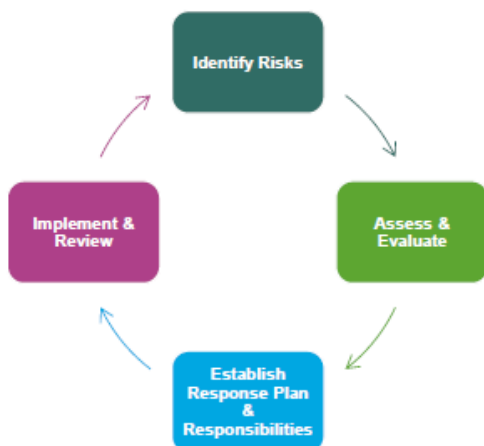 Identify Risks
Assess &
Evaluate
Establish
Response Plan
&
Responsibilities
Implement &
Review